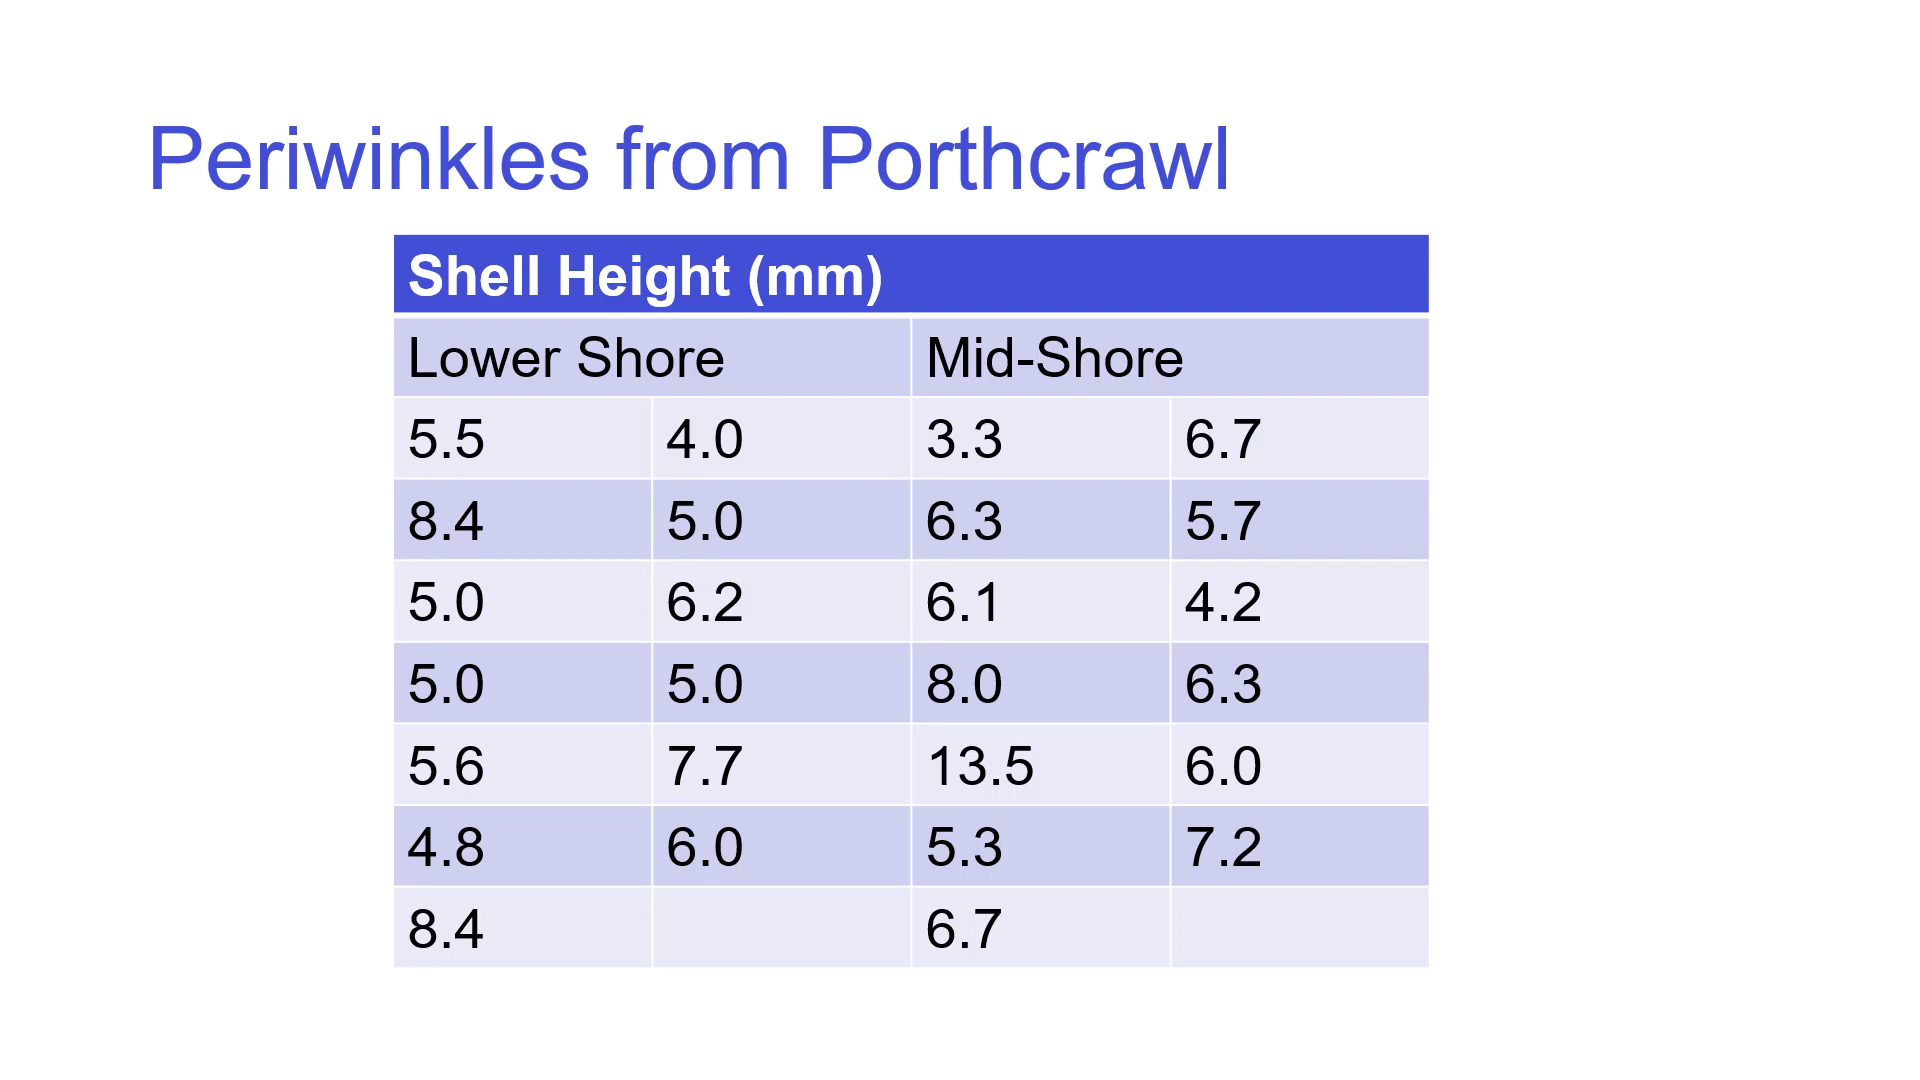 Periwinkles from Porthcrawl
Shell Height (mm)
Lower Shore Mid-Shore
5.5 4.0 3.3 6.7
8.4 5.0 6.3 5.7
5.0 6.2 6.1 4.2
5.0 5.0 8.0 6.3
5.6 7.7 13.5 6.0
4.8 6.0 5.3 7.2
8.4 6.7